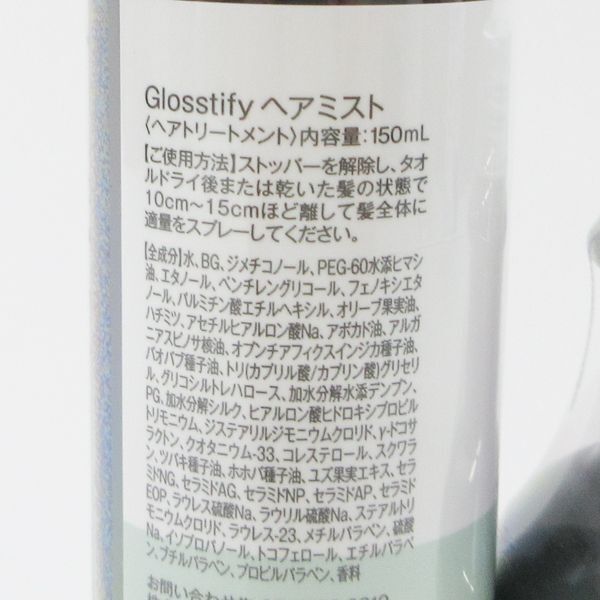 Glosstify ヘアミスト
〈ヘアトリートメント〉内容量:150mL
【ご使用方法】ストッパーを解除し、タオ
ルドライ後または乾いた髪の状態で
10cm~15cmほど離して髪全体に
適量をスプレーしてください。
【全成分】水、BG、ジメチコノール、PEG-60水添ヒマシ
油、エタノール、ペンチレングリコール、フェノキシエタ
ノール、パルミチン酸エチルヘキシル、オリーブ果実油、
ハチミツ、アセチルヒアルロン酸Na、アボカド油、アルガ
ニアスピノサ核油、オプンチアフィクスインジカ種子油、
バオバブ種子油、トリ(カプリル酸/カプリン酸)グリセリ
ル、グリコシルトレハロース、加水分解水添デンプン、
PG、加水分解シルク、ヒアルロン酸ヒドロキシプロピル
トリモニウム、ジステアリルジモニウムクロリド、γ-ドコサ
ラクトン、クオタニウム-33、コレステロール、スクワラ
ン、ツバキ種子油、ホホバ種子油、ユズ果実エキス、セラ
ミドNG、セラミドAG、セラミドNP、セラミドAP、セラミド
EOP、ラウレス硫酸Na、ラウリル硫酸Na、ステアルトリ
モニウムクロリド、ラウレス-23、メチルパラベン、硫酸
Na、イソプロパノール、トコフェロール、エチルパラベ
ン、ブチルパラベン、プロピルパラベン、香料
お問い合わせ